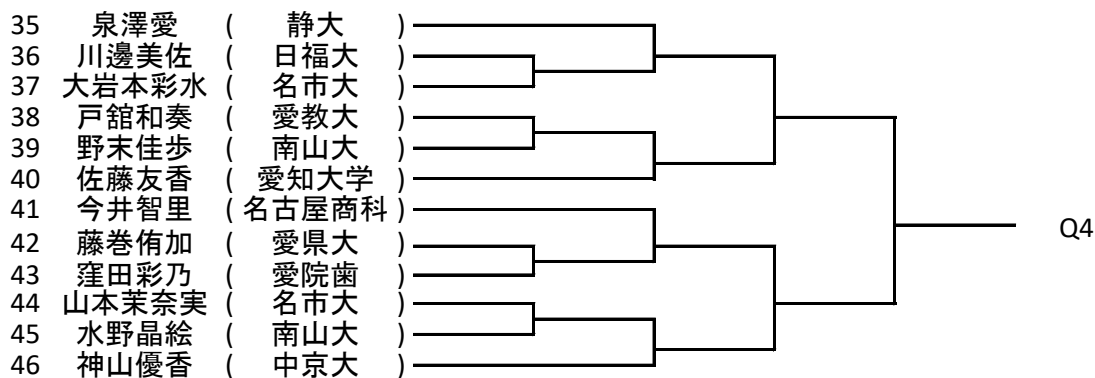 35 泉澤愛 ( 静大 )
36 川邊美佐 ( 日福大 )
37 大岩本彩水 ( 名市大 )
38 戸舘和奏 ( 愛教大 )
39 野末佳歩 ( 南山大 )
40 佐藤友香 ( 愛知大学 )
41 今井智里 ( 名古屋商科 )
Q4
42 藤巻侑加 ( 愛県大 )
43 窪田彩乃 ( 愛院歯 )
44 山本茉奈実 ( 名市大 )
45 水野晶絵 ( 南山大 )
46 神山優香 ( 中京大 )